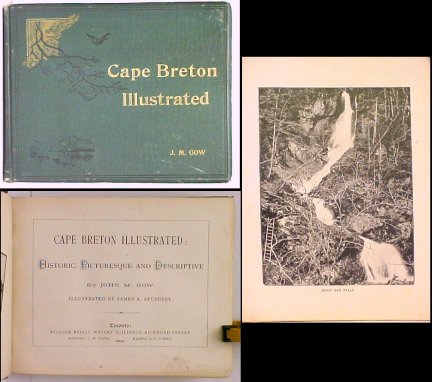 Cape Breton
Illustrated
J. M. GOW
CAPE BRETON ILLUSTRATED:
HISTORIC, PICTURESQUE AND DESCRIPTIVE
BY JOHN M. GOW.
ILLUSTRATED BY JAMES A.
Toronto:
WILLIAM BRIGGS, WESLEY BUILDINGS, RICHMOND STREET
FALLS